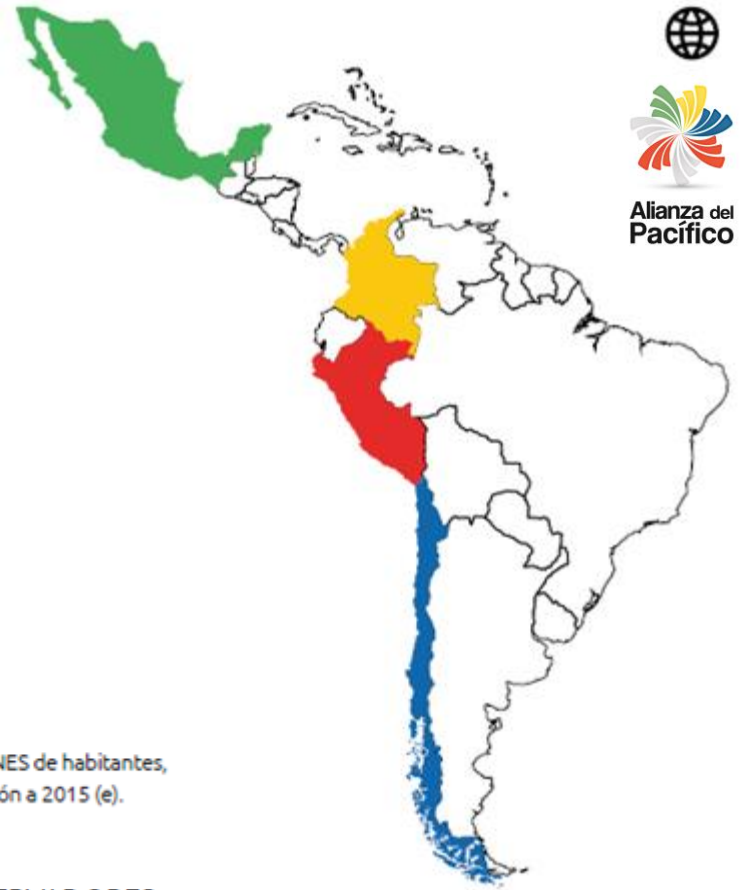 Alianza del
Pacífico
NES de habitantes,
ón a 2015 (e).